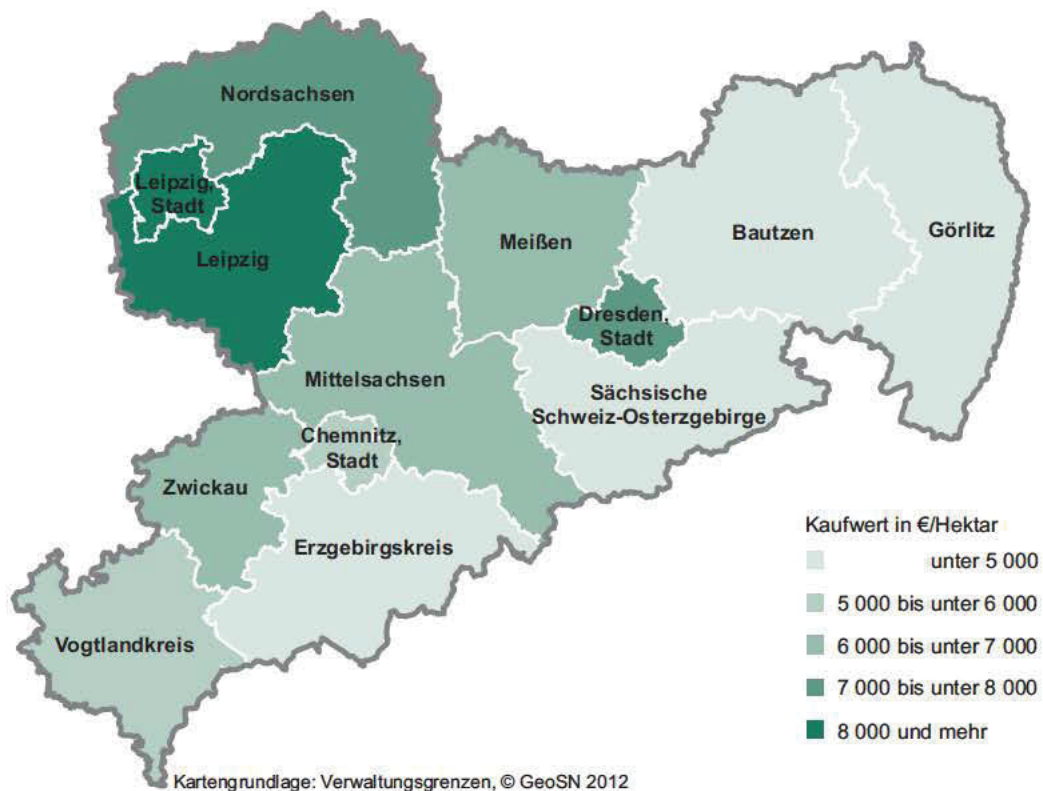 Nordsachsen
Leipzig,
Stadt
Leipzig
Meißen
Bautzen
Görlitz
Dresden,
Stadt
Mittelsachsen
Sächsische
Schweiz-Osterzgebirge
Chemnitz,
Stadt
Zwickau
Erzgebirgskreis
Vogtlandkreis
Kaufwert in €/Hektar
unter 5 000
5 000 bis unter 6 000
6 000 bis unter 7 000
7 000 bis unter 8 000
8 000 und mehr
Kartengrundlage: Verwaltungsgrenzen, © GeoSN 2012